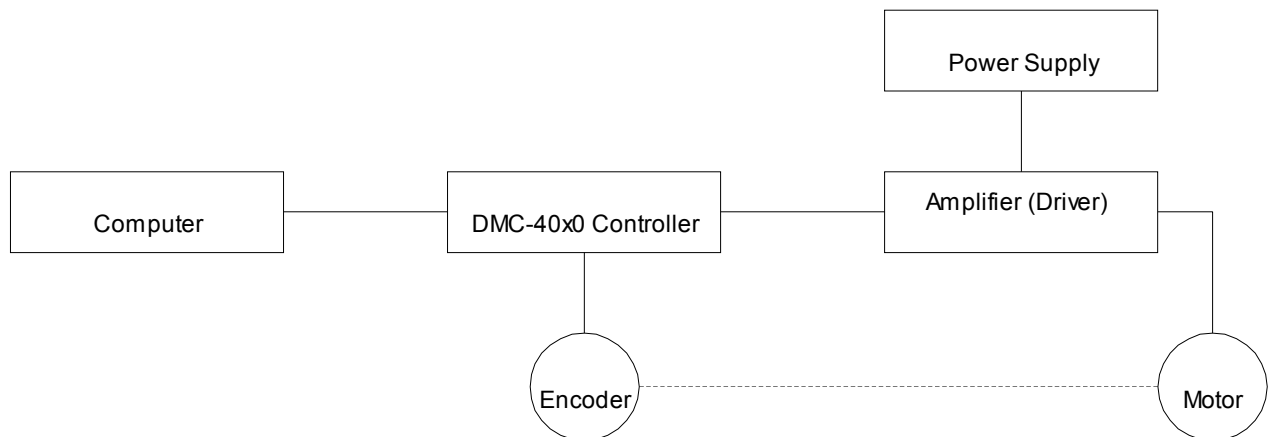 Power Supply
Computer
DMC-40x0 Controller
Amplifier (Driver)
Encoder
Motor